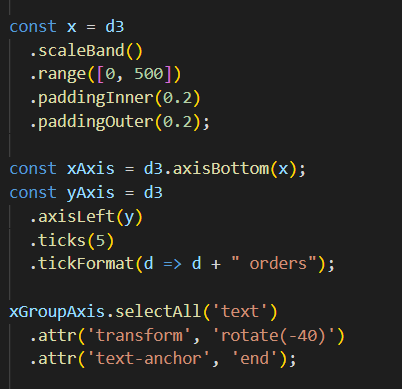 const x = d3
  .scaleBand()
  .range([0, 500])
  .paddingInner(0.2)
  .paddingOuter(0.2);

const xAxis = d3.axisBottom(x);
const yAxis = d3
  .axisLeft(y)
  .ticks(5)
  .tickFormat(d => d + " orders");

xGroupAxis.selectAll('text')
  .attr('transform', 'rotate(-40)')
  .attr('text-anchor', 'end');